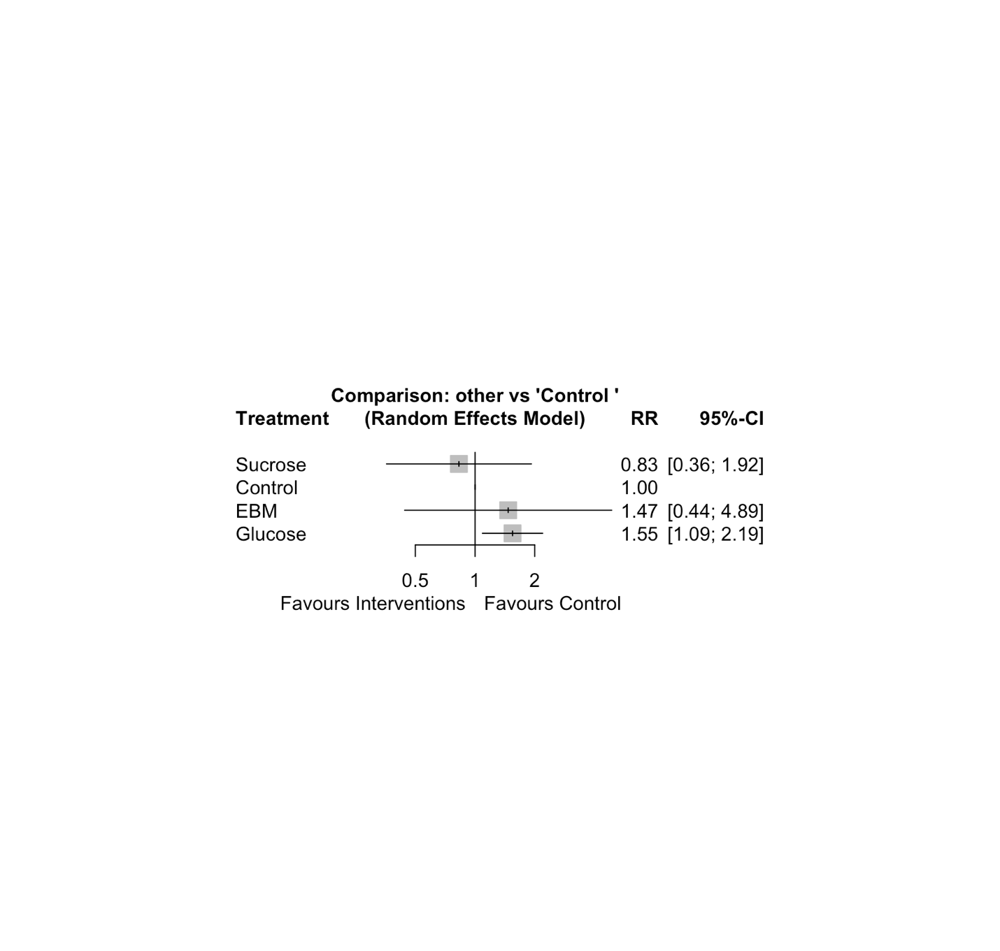 Comparison: other vs 'Control '
Treatment (Random Effects Model) RR 95%-CI
Sucrose 0.83 [0.36; 1.92]
Control 1.00
EBM 1.47 [0.44; 4.89]
Glucose 1.55 [1.09; 2.19]
0.5 1 2
Favours Interventions Favours Control